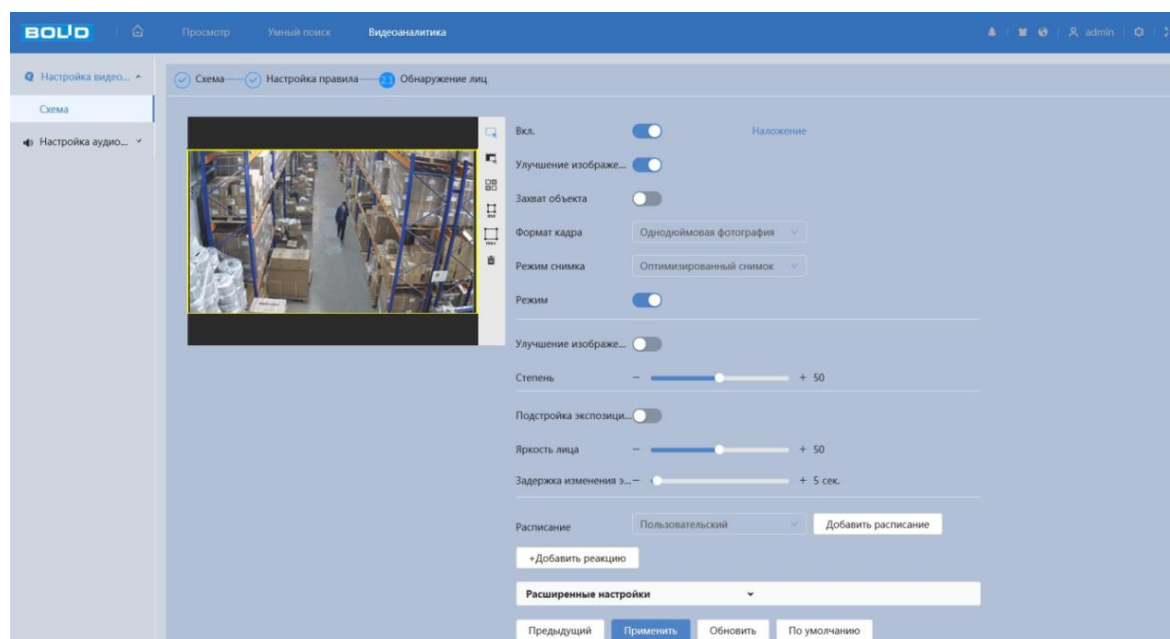 BOLID Просмотр Умный поиск Видеоаналитика admin
Настройка видео...
Схема Настройка правила 2.1 Обнаружение лиц
Схема
Настройка аудио...
Вкл. Наложение
Улучшение изображе...
Захват объекта
Формат кадра Однодюймовая фотография
Режим снимка Оптимизированный снимок
Режим
Улучшение изображе...
Степень − + 50
Подстройка экспозици...
Яркость лица − + 50
Задержка изменения э... − + 5 сек.
Расписание Пользовательский Добавить расписание
+Добавить реакцию
Расширенные настройки
Предыдущий Применить Обновить По умолчанию